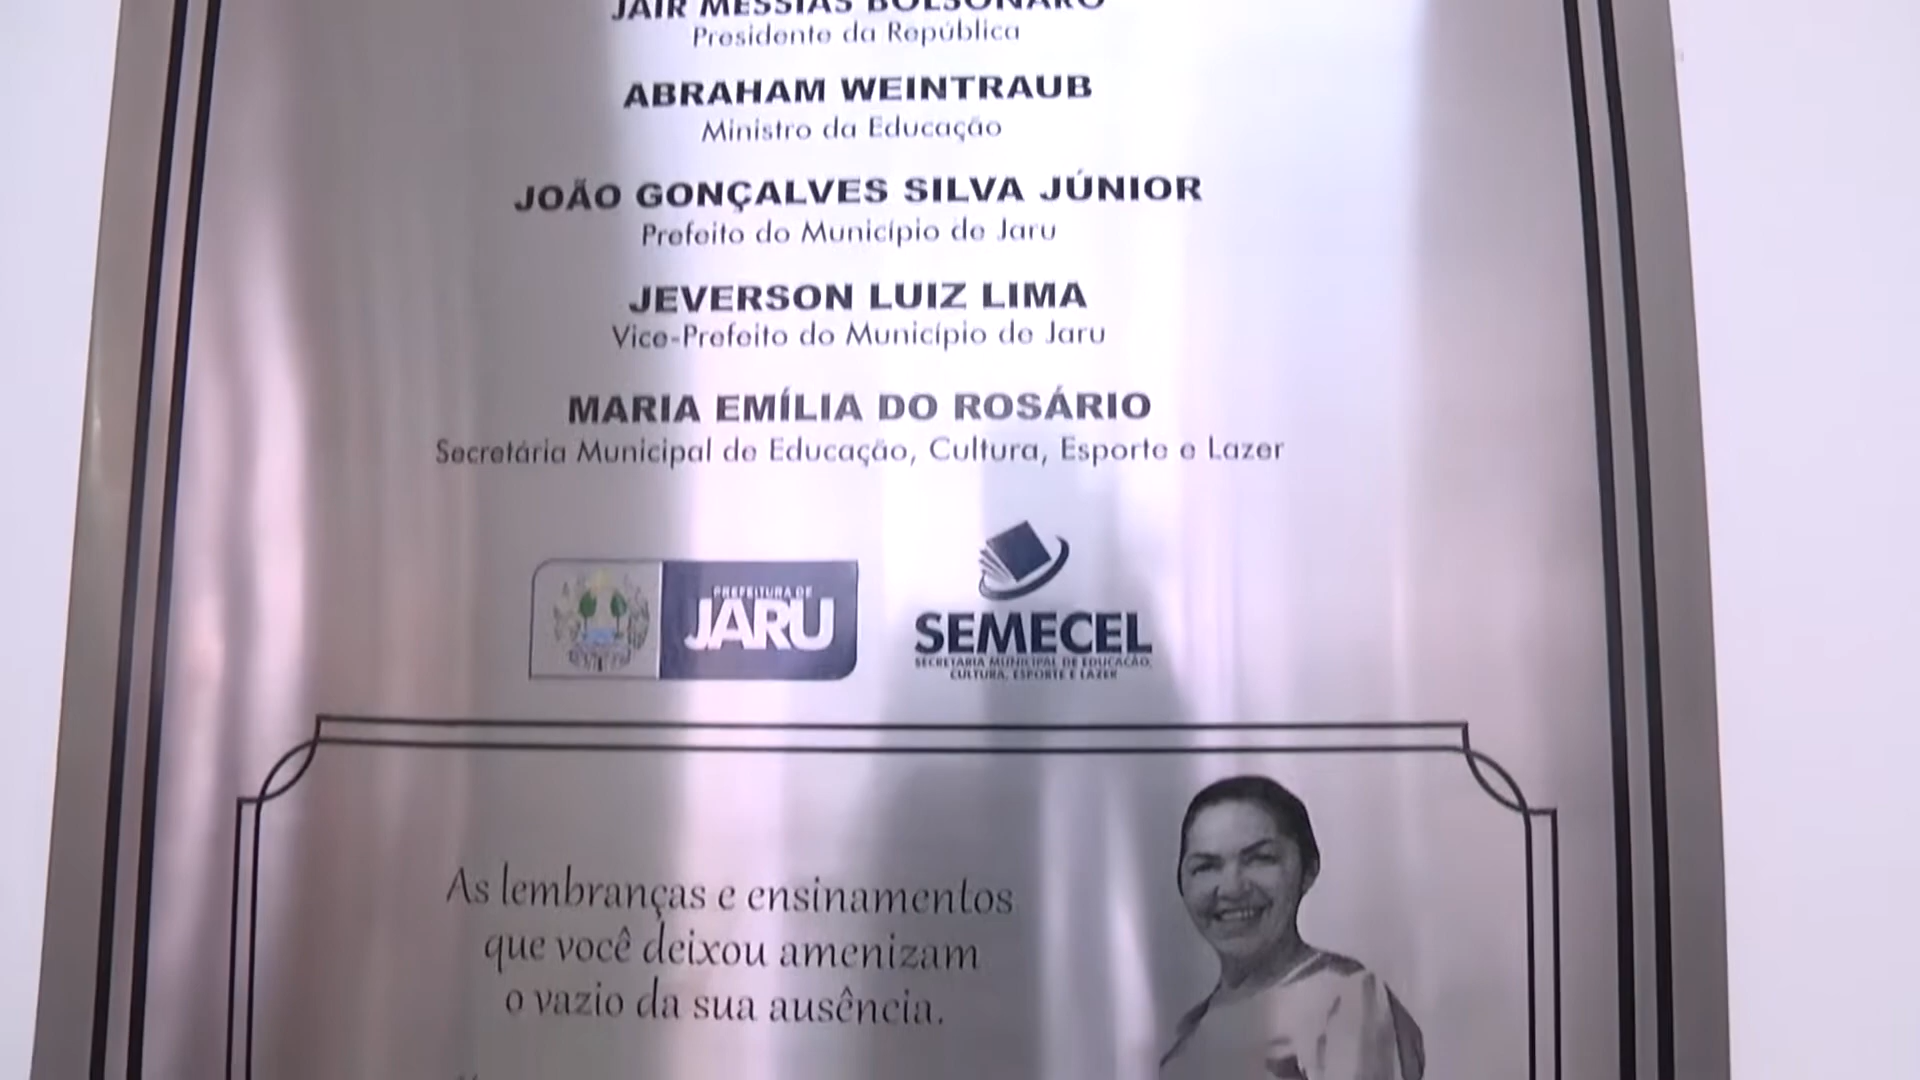 JAIR MESSIAS BOLSONARO
Presidente da República
ABRAHAM WEINTRAUB
Ministro da Educação
JOÃO GONÇALVES SILVA JÚNIOR
Prefeito do Município de Jaru
JEVERSON LUIZ LIMA
Vice-Prefeito do Município de Jaru
MARIA EMÍLIA DO ROSÁRIO
Secretária Municipal de Educação, Cultura, Esporte e Lazer
PREFEITURA DE
JARU
SEMECEL
SECRETARIA MUNICIPAL DE EDUCAÇÃO,
CULTURA, ESPORTE E LAZER
As lembranças e ensinamentos
que você deixou amenizam
o vazio da sua ausência.